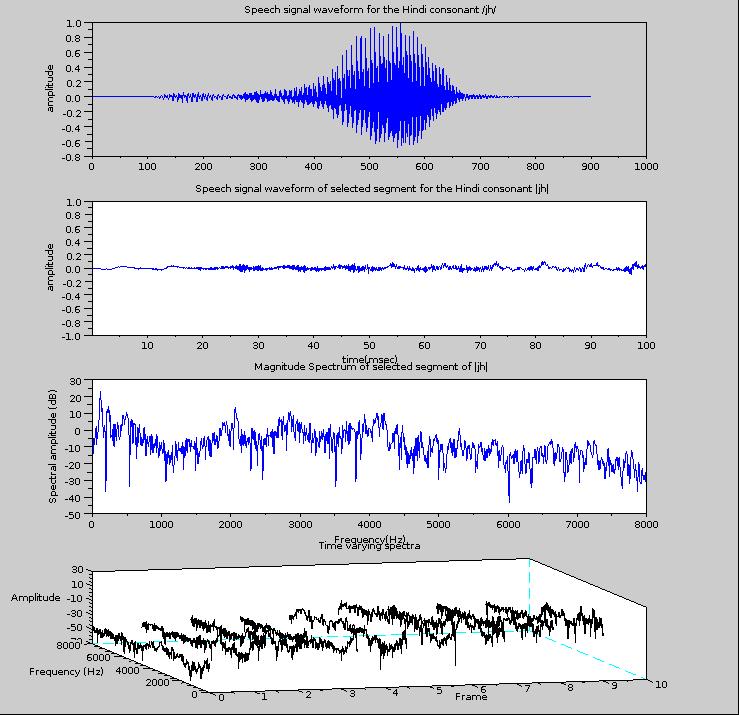 Speech signal waveform for the Hindi consonant /jh/
1.0
0.8
0.6
0.4
0.2
0.0
-0.2
-0.4
-0.6
-0.8
amplitude
0 100 200 300 400 500 600 700 800 900 1000
Speech signal waveform of selected segment for the Hindi consonant |jh|
1.0
0.8
0.6
0.4
0.2
0.0
-0.2
-0.4
-0.6
-0.8
-1.0
amplitude
10 20 30 40 50 60 70 80 90 100
time(msec)
Magnitude Spectrum of selected segment of |jh|
30
20
10
0
-10
-20
-30
-40
-50
Spectral amplitude (dB)
0 1000 2000 3000 4000 5000 6000 7000 8000
Frequency(Hz)
Time varying spectra
30
10
-10
-30
-50
Amplitude
8000
6000
4000
2000
0
Frequency (Hz)
0 1 2 3 4 5 6 7 8 9 10
Frame